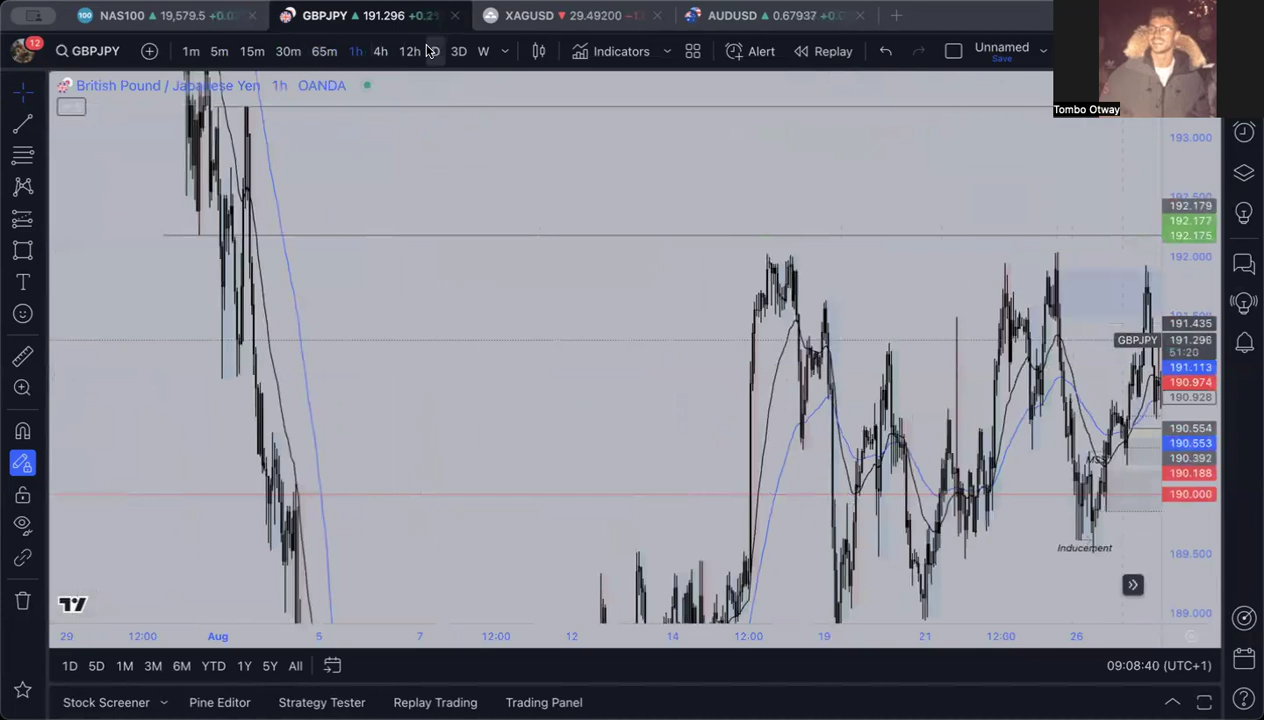 NAS100 19,579.5
GBPJPY 191.296
XAGUSD 29.49200
AUDUSD 0.67937
12
GBPJPY 1m 5m 15m 30m 65m 1h 4h 12h D 3D W Indicators Alert Replay Unnamed
Save
Tombo Otway
British Pound / Japanese Yen 1h OANDA
193.000
192.179
192.177
192.175
192.000
191.435
GBPJPY 191.296
51:20
191.113
190.974
190.928
190.554
190.553
190.392
190.188
190.000
189.500
189.000
MSS
Inducement
29 12:00 Aug 5 7 12:00 12 14 12:00 19 21 12:00 26
1D 5D 1M 3M 6M YTD 1Y 5Y All 09:08:40 (UTC+1)
Stock Screener Pine Editor Strategy Tester Replay Trading Trading Panel